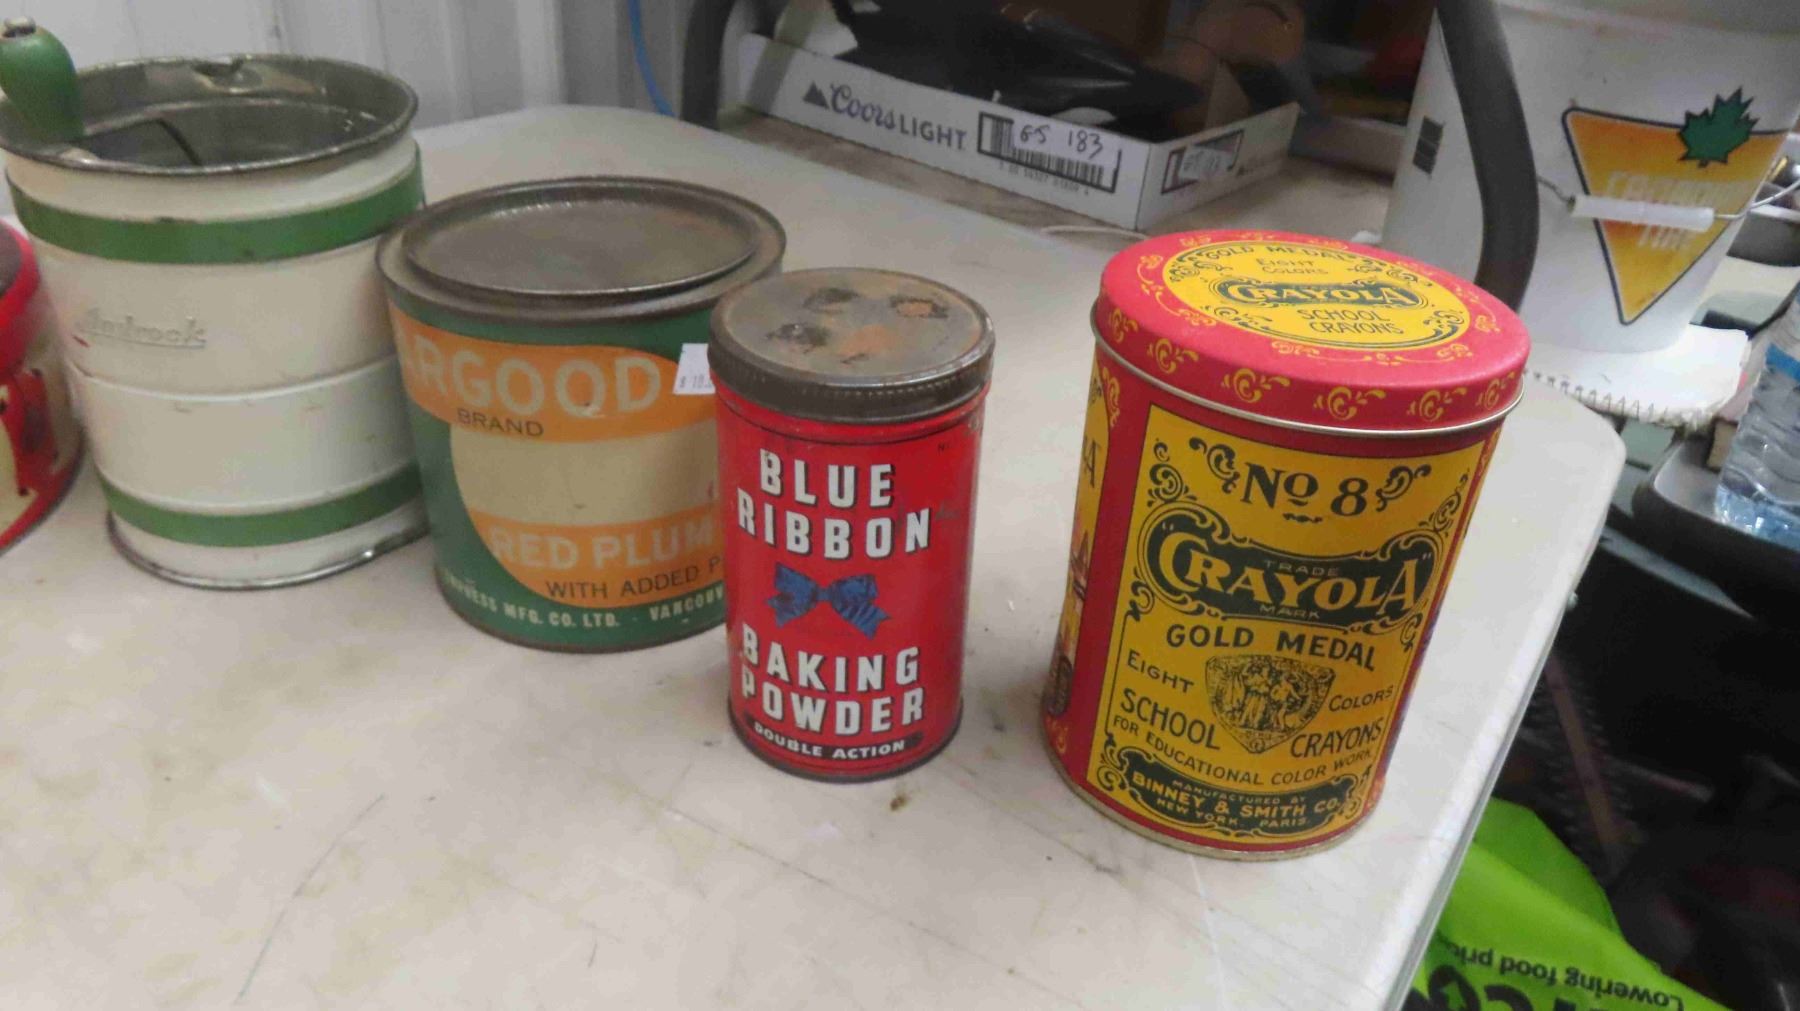 Coors LIGHT
G-5 183
RGOOD
BRAND
RED PLUM
WITH ADDED P
NESS MFG. CO. LTD. · VANCOUV
BLUE
RIBBON
BAKING
POWDER
DOUBLE ACTION
GOLD MEDAL
EIGHT
COLORS
CRAYOLA
SCHOOL
CRAYONS
No 8
TRADE
CRAYOLA
MARK
GOLD MEDAL
EIGHT COLORS
SCHOOL CRAYONS
FOR EDUCATIONAL COLOR WORK
MANUFACTURED BY
BINNEY & SMITH CO.
NEW YORK. PARIS.
Lowering food pric